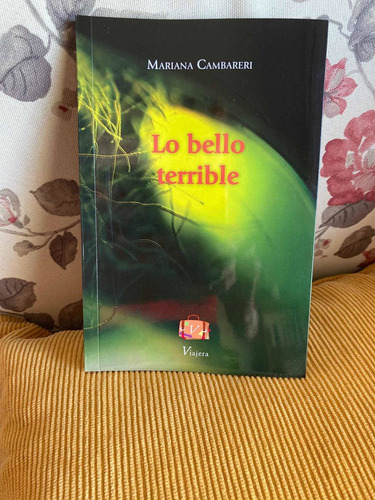 Mariana Cambareri
Lo bello
terrible
V
Viajera